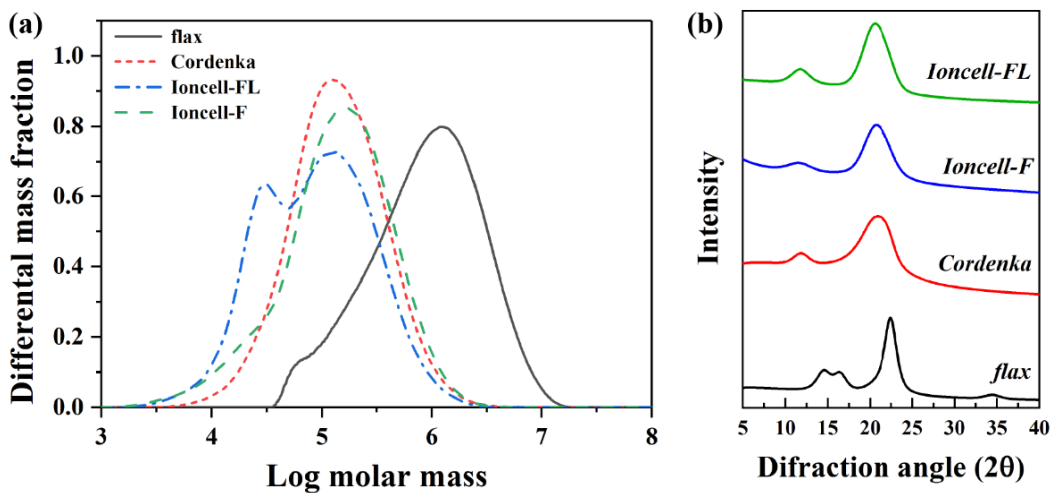 (a)
flax
Cordenka
Ioncell-FL
Ioncell-F
Differental mass fraction
1.0
0.8
0.6
0.4
0.2
0.0
3 4 5 6 7 8
Log molar mass
(b)
Intensity
Ioncell-FL
Ioncell-F
Cordenka
flax
5 10 15 20 25 30 35 40
Difraction angle (2θ)